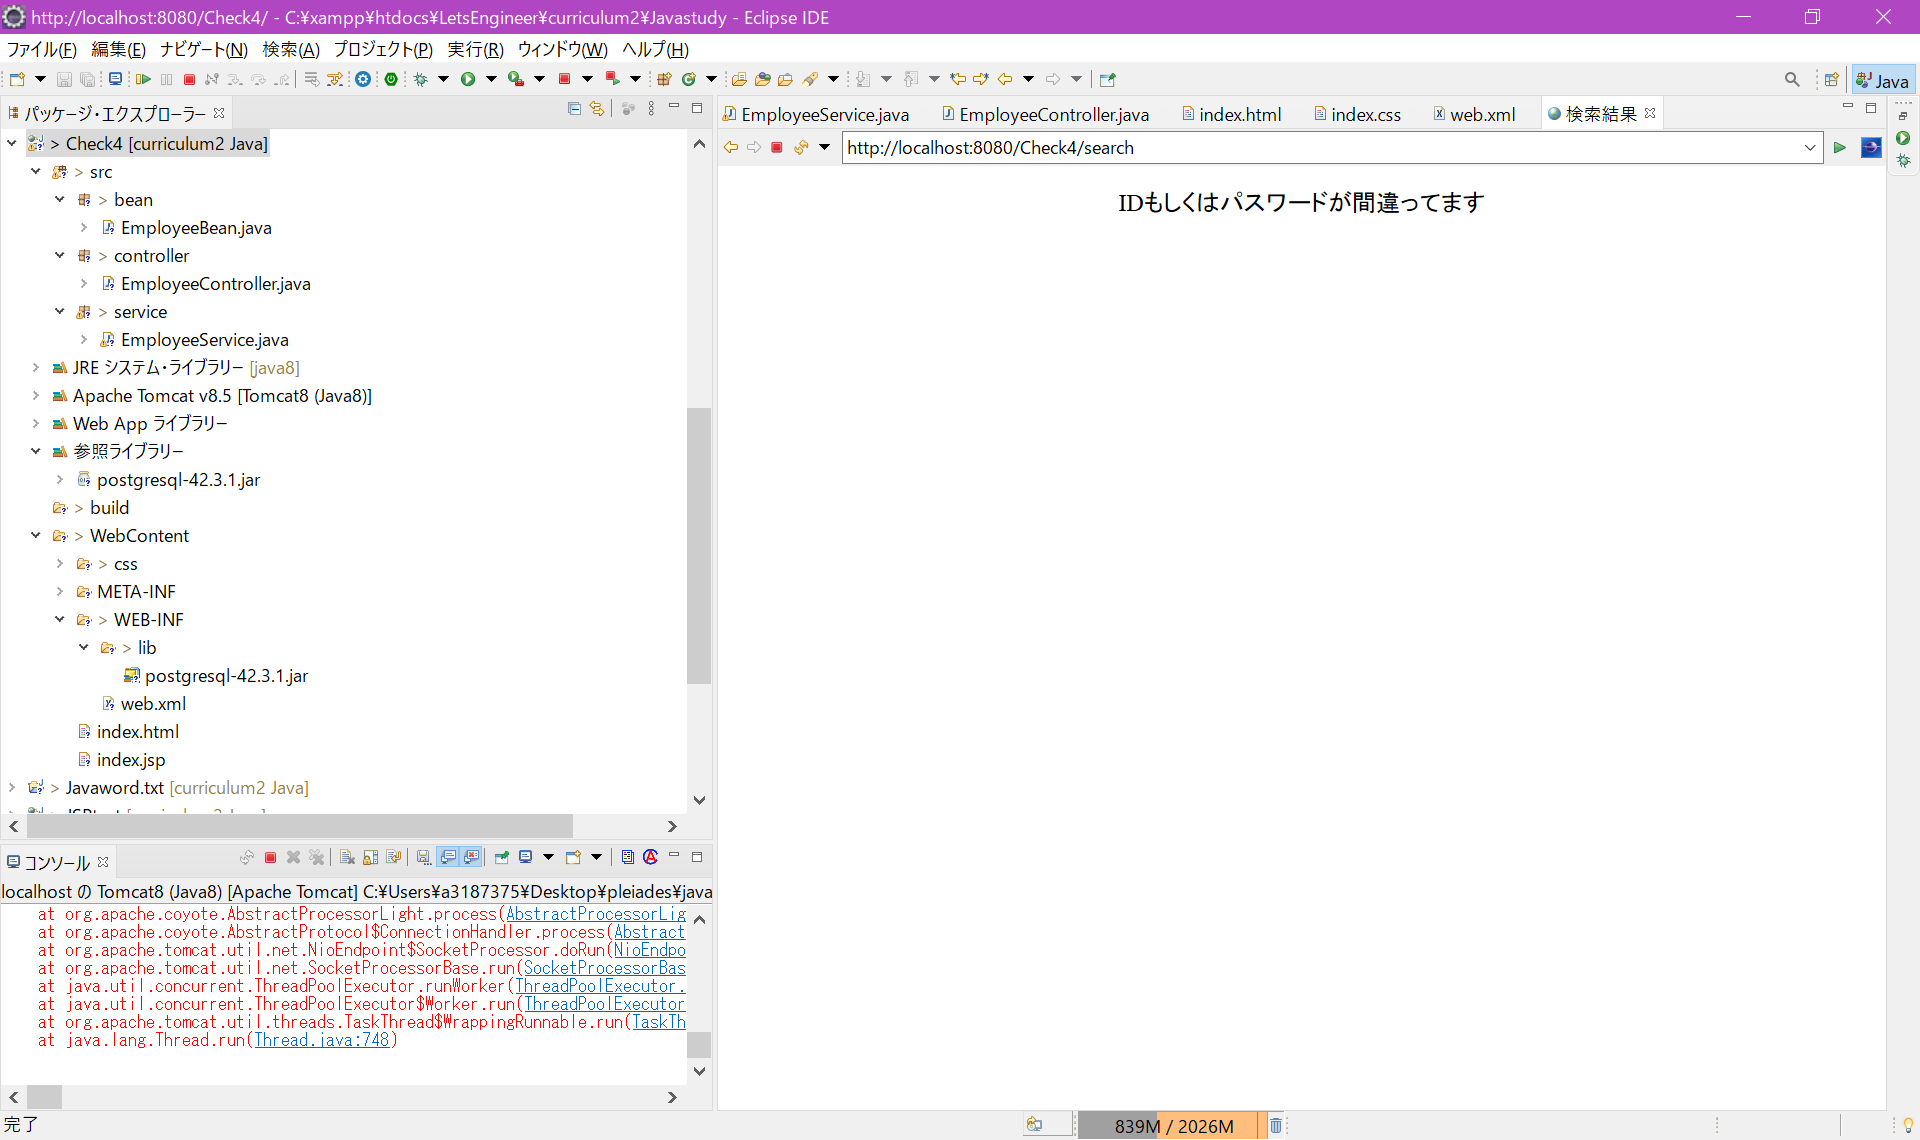 http://localhost:8080/Check4/ - C:¥xampp¥htdocs¥LetsEngineer¥curriculum2¥Javastudy - Eclipse IDE
ファイル(F) 編集(E) ナビゲート(N) 検索(A) プロジェクト(P) 実行(R) ウィンドウ(W) ヘルプ(H)
Java
パッケージ・エクスプローラー
> Check4 [curriculum2 Java]
> src
> bean
EmployeeBean.java
> controller
EmployeeController.java
> service
EmployeeService.java
JRE システム・ライブラリー [java8]
Apache Tomcat v8.5 [Tomcat8 (Java8)]
Web App ライブラリー
参照ライブラリー
postgresql-42.3.1.jar
> build
> WebContent
> css
META-INF
> WEB-INF
> lib
postgresql-42.3.1.jar
web.xml
index.html
index.jsp
> Javaword.txt [curriculum2 Java]
EmployeeService.java EmployeeController.java index.html index.css web.xml 検索結果
http://localhost:8080/Check4/search
IDもしくはパスワードが間違ってます
コンソール
localhost の Tomcat8 (Java8) [Apache Tomcat] C:¥Users¥a3187375¥Desktop¥pleiades¥java
at org.apache.coyote.AbstractProcessorLight.process(AbstractProcessorLig
at org.apache.coyote.AbstractProtocol$ConnectionHandler.process(Abstract
at org.apache.tomcat.util.net.NioEndpoint$SocketProcessor.doRun(NioEndpo
at org.apache.tomcat.util.net.SocketProcessorBase.run(SocketProcessorBas
at java.util.concurrent.ThreadPoolExecutor.runWorker(ThreadPoolExecutor.
at java.util.concurrent.ThreadPoolExecutor$Worker.run(ThreadPoolExecutor
at org.apache.tomcat.util.threads.TaskThread$WrappingRunnable.run(TaskTh
at java.lang.Thread.run(Thread.java:748)
完了
839M / 2026M